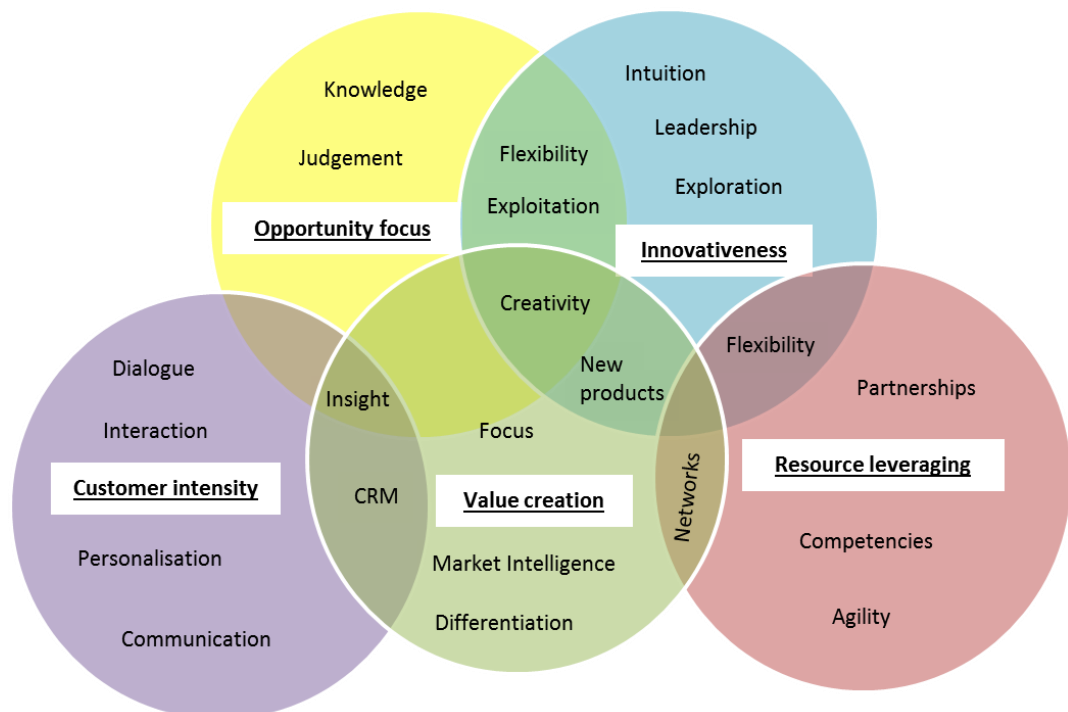 Knowledge
Judgement
Opportunity focus
Flexibility
Exploitation
Intuition
Leadership
Exploration
Innovativeness
Creativity
New
products
Flexibility
Dialogue
Interaction
Customer intensity
Personalisation
Communication
Insight
CRM
Focus
Value creation
Market Intelligence
Differentiation
Networks
Partnerships
Resource leveraging
Competencies
Agility